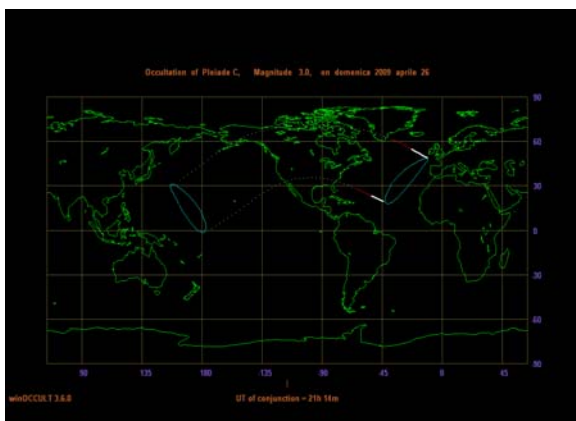 Occultation of Pleiade C, Magnitude 3.0, on domenica 2009 aprile 26
90
60
30
0
-30
-60
-90
90 135 180 -135 -90 -45 0 45
winOCCULT 3.6.0 UT of conjunction = 21h 14m